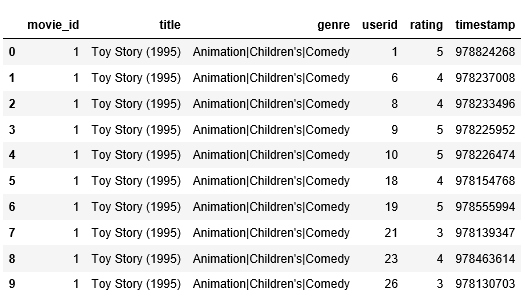 movie_id title genre userid rating timestamp
0 1 Toy Story (1995) Animation|Children's|Comedy 1 5 978824268
1 1 Toy Story (1995) Animation|Children's|Comedy 6 4 978237008
2 1 Toy Story (1995) Animation|Children's|Comedy 8 4 978233496
3 1 Toy Story (1995) Animation|Children's|Comedy 9 5 978225952
4 1 Toy Story (1995) Animation|Children's|Comedy 10 5 978226474
5 1 Toy Story (1995) Animation|Children's|Comedy 18 4 978154768
6 1 Toy Story (1995) Animation|Children's|Comedy 19 5 978555994
7 1 Toy Story (1995) Animation|Children's|Comedy 21 3 978139347
8 1 Toy Story (1995) Animation|Children's|Comedy 23 4 978463614
9 1 Toy Story (1995) Animation|Children's|Comedy 26 3 978130703